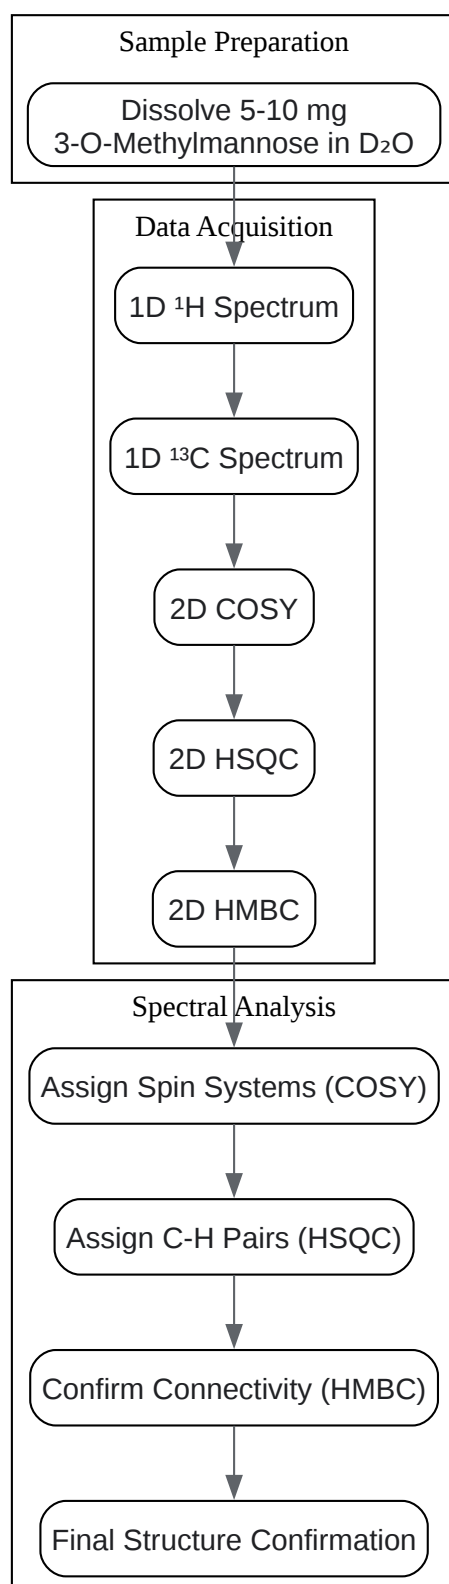 Sample Preparation
Dissolve 5-10 mg
3-O-Methylmannose in D₂O
Data Acquisition
1D ¹H Spectrum
1D ¹³C Spectrum
2D COSY
2D HSQC
2D HMBC
Spectral Analysis
Assign Spin Systems (COSY)
Assign C-H Pairs (HSQC)
Confirm Connectivity (HMBC)
Final Structure Confirmation